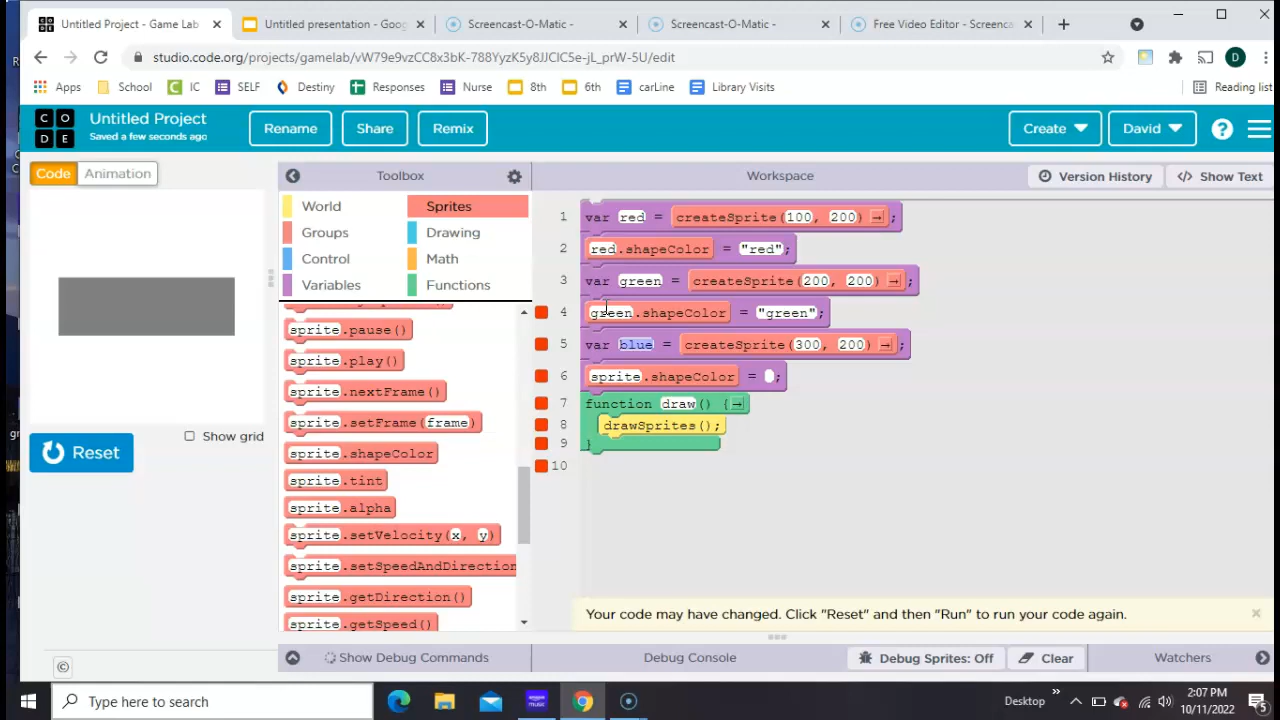 Untitled Project - Game Lab
Untitled presentation - Goog
Screencast-O-Matic -
Screencast-O-Matic -
Free Video Editor - Screenca
studio.code.org/projects/gamelab/vW79e9vzCC8x3bK-788YyzK5y8JJClC5e-jL_prW-5U/edit
D
Apps
School
IC
SELF
Destiny
Responses
Nurse
8th
6th
carLine
Library Visits
Reading list
C O
D E
Untitled Project
Saved a few seconds ago
Rename
Share
Remix
Create
David
?
Code
Animation
Toolbox
Workspace
Version History
</> Show Text
World
Sprites
Groups
Drawing
Control
Math
Variables
Functions
sprite.pause()
sprite.play()
sprite.nextFrame()
sprite.setFrame(frame)
sprite.shapeColor
sprite.tint
sprite.alpha
sprite.setVelocity(x, y)
sprite.setSpeedAndDirection
sprite.getDirection()
sprite.getSpeed()
1 var red = createSprite(100, 200);
2 red.shapeColor = "red";
3 var green = createSprite(200, 200);
4 green.shapeColor = "green";
5 var blue = createSprite(300, 200);
6 sprite.shapeColor = ;
7 function draw() {
8 drawSprites();
9 }
10
Show grid
Reset
Your code may have changed. Click "Reset" and then "Run" to run your code again.
©
Show Debug Commands
Debug Console
Debug Sprites: Off
Clear
Watchers
Type here to search
amazon music
Desktop
2:07 PM
10/11/2022
5